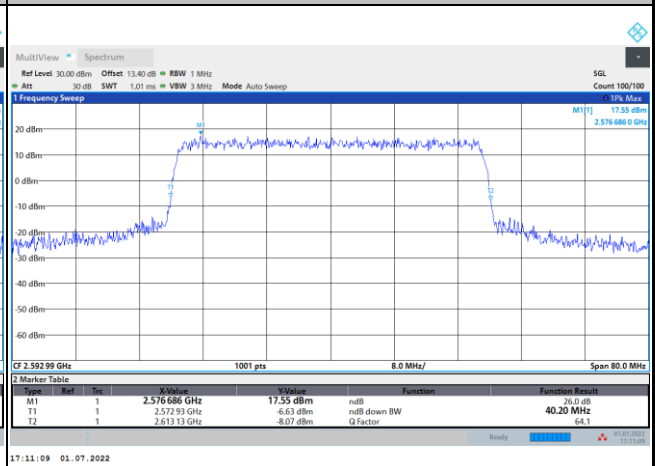 MultiView Spectrum
Ref Level 30.00 dBm Offset 13.40 dB RBW 1 MHz SGL
Att 30 dB SWT 1.01 ms VBW 3 MHz Mode Auto Sweep Count 100/100
1 Frequency Sweep 1Pk Max
M1[1] 17.55 dBm
2.576 686 0 GHz
M1
20 dBm
10 dBm
0 dBm
T1
T2
-10 dBm
-20 dBm
-30 dBm
-40 dBm
-50 dBm
-60 dBm
CF 2.592 99 GHz 1001 pts 8.0 MHz/ Span 80.0 MHz
2 Marker Table
Type Ref Trc X-Value Y-Value Function Function Result
M1 1 2.576 686 GHz 17.55 dBm ndB 26.0 dB
T1 1 2.572 93 GHz -6.63 dBm ndB down BW 40.20 MHz
T2 1 2.613 13 GHz -8.07 dBm Q Factor 64.1
Ready 01.07.2022
17:11:09
17:11:09 01.07.2022